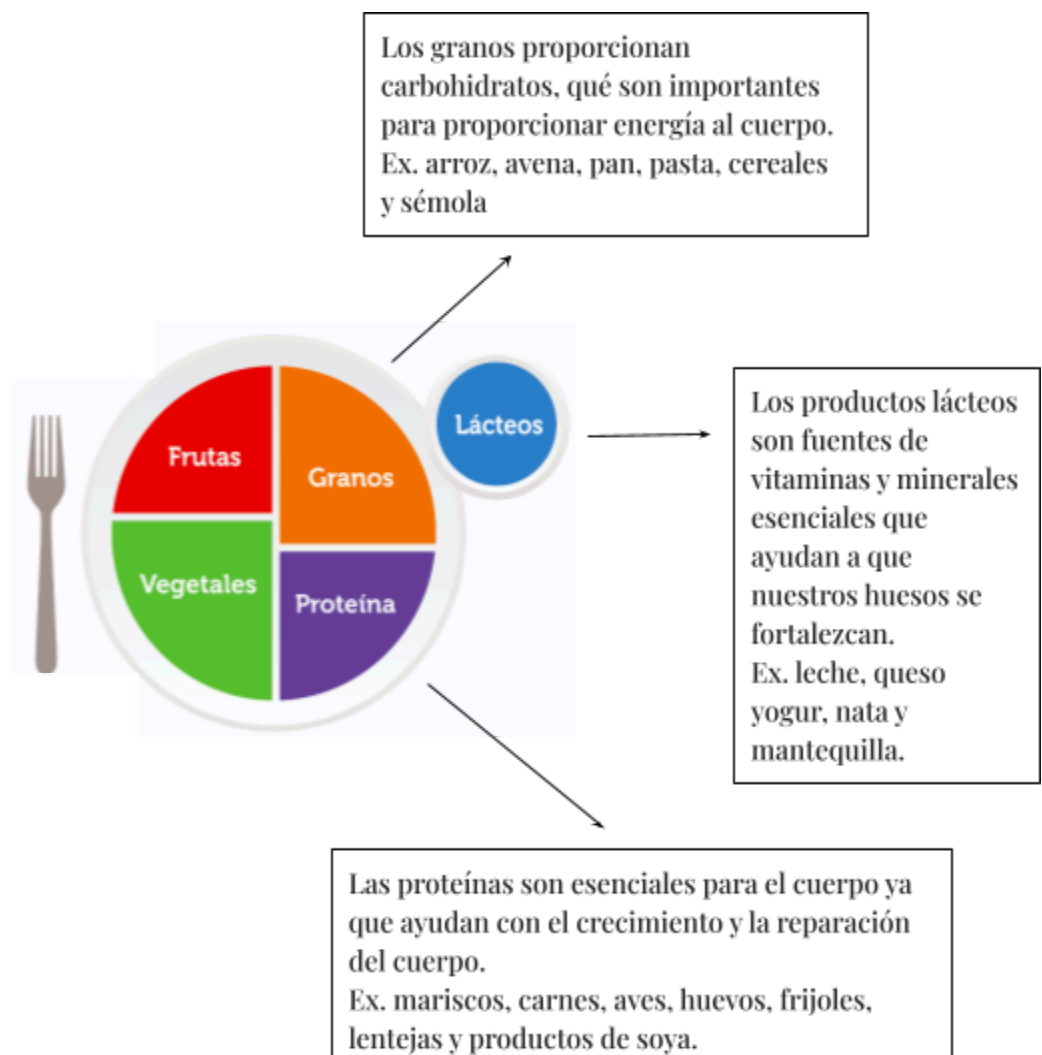 Los granos proporcionan
carbohidratos, qué son importantes
para proporcionar energía al cuerpo.
Ex. arroz, avena, pan, pasta, cereales
y sémola
Lácteos
Frutas
Granos
Vegetales
Proteína
Los productos lácteos
son fuentes de
vitaminas y minerales
esenciales que
ayudan a que
nuestros huesos se
fortalezcan.
Ex. leche, queso
yogur, nata y
mantequilla.
Las proteínas son esenciales para el cuerpo ya
que ayudan con el crecimiento y la reparación
del cuerpo.
Ex. mariscos, carnes, aves, huevos, frijoles,
lentejas y productos de soya.